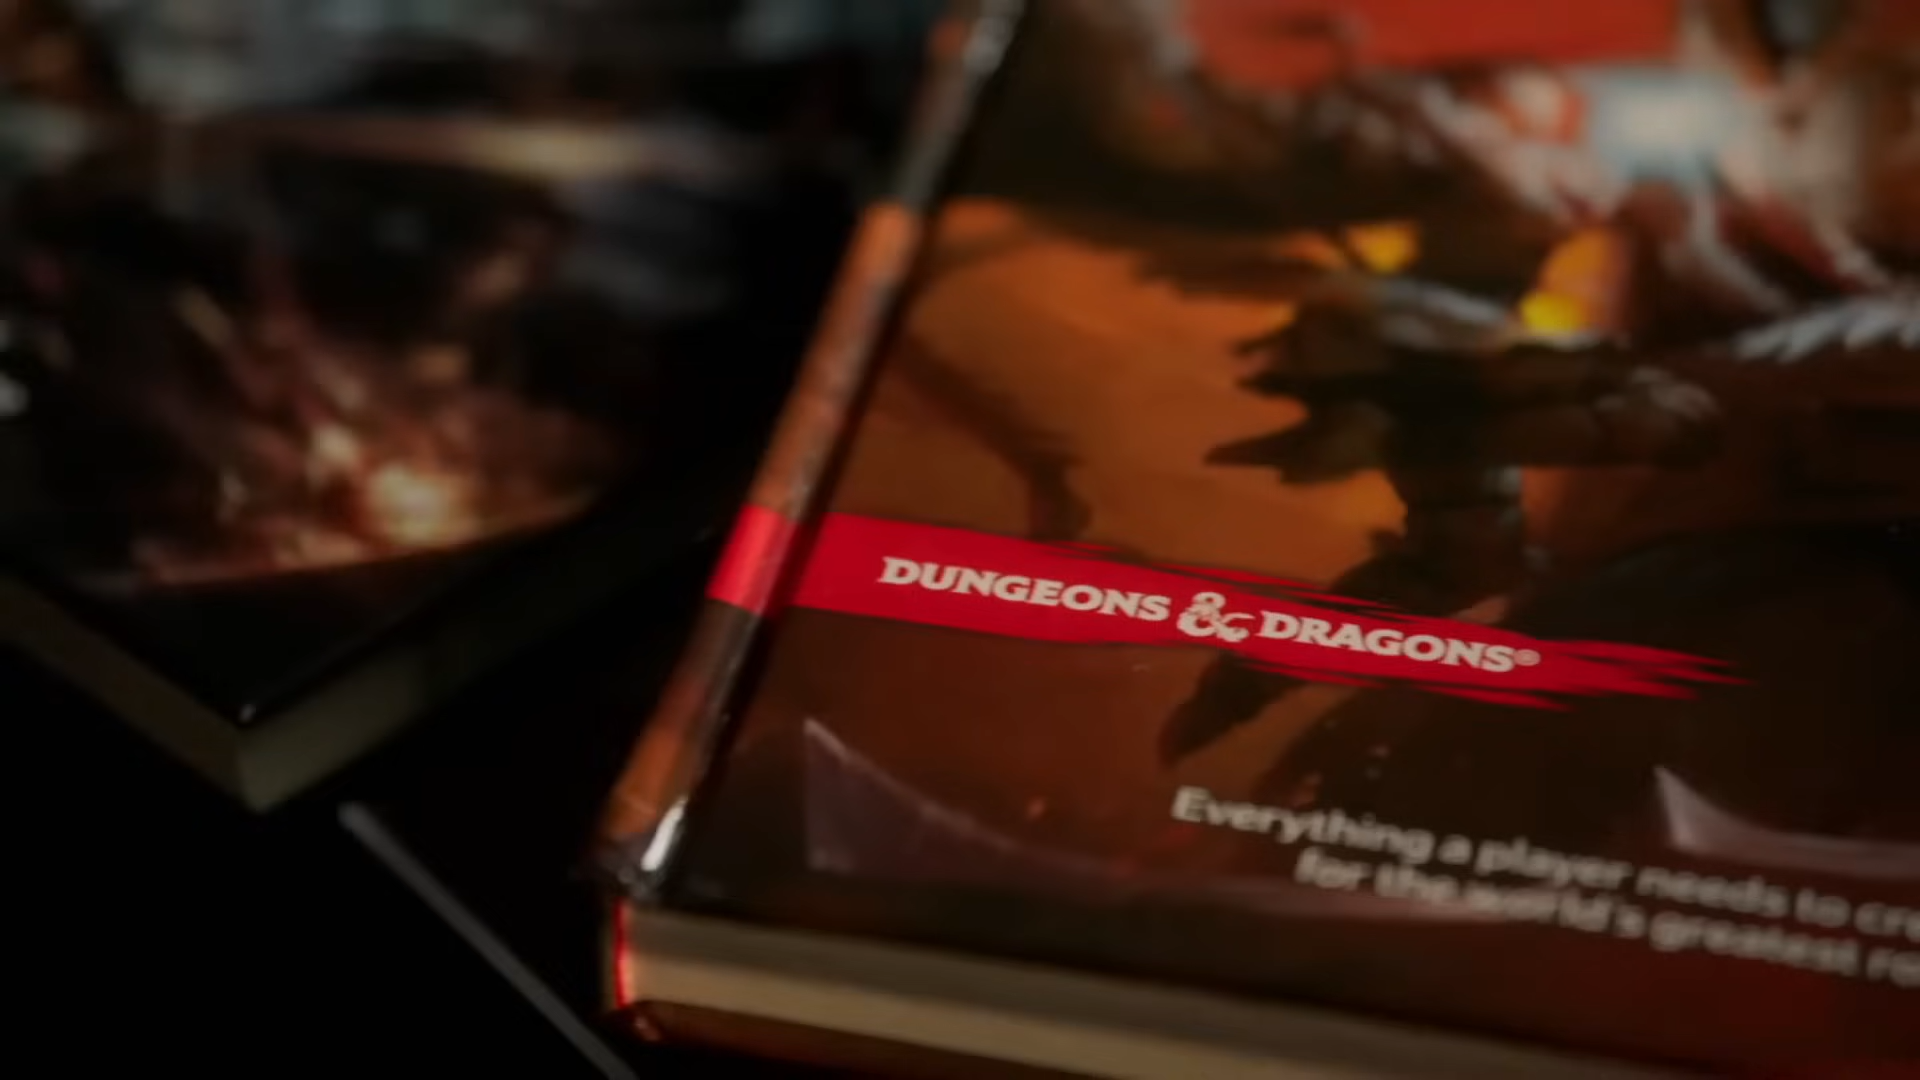 DUNGEONS & DRAGONS®
Everything a player needs to
for the world's greatest